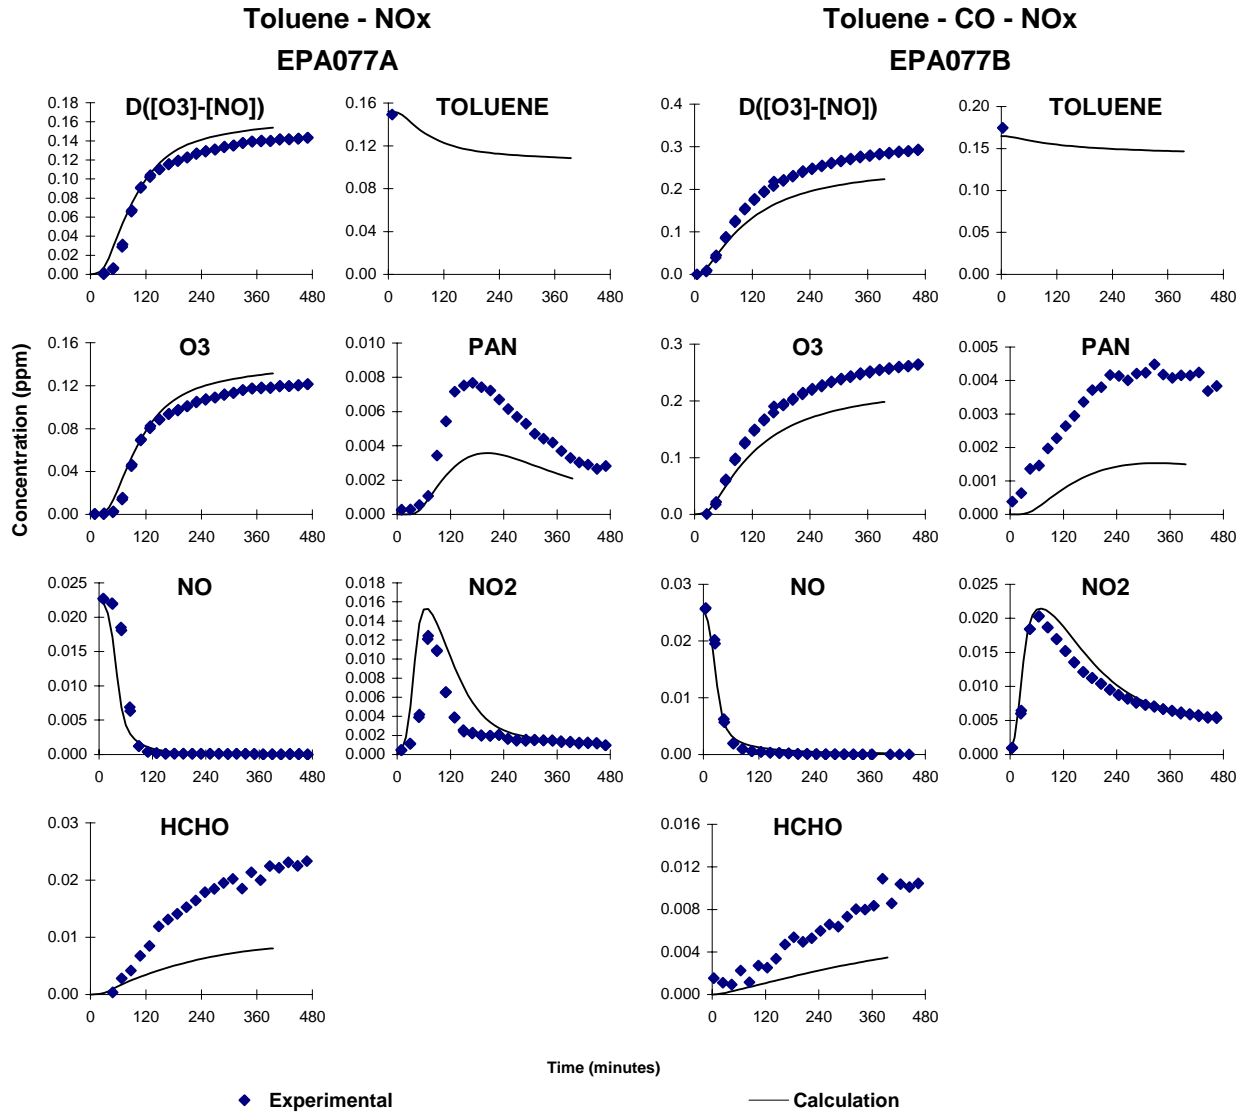 Toluene - NOx
Toluene - CO - NOx
EPA077A
EPA077B
D([O3]-[NO])
TOLUENE
D([O3]-[NO])
TOLUENE
0.18
0.16
0.14
0.12
0.10
0.08
0.06
0.04
0.02
0.00
0 120 240 360 480
0.16
0.12
0.08
0.04
0.00
0 120 240 360 480
0.4
0.3
0.2
0.1
0.0
0 120 240 360 480
0.20
0.15
0.10
0.05
0.00
0 120 240 360 480
Concentration (ppm)
O3
PAN
O3
PAN
0.16
0.12
0.08
0.04
0.00
0 120 240 360 480
0.010
0.008
0.006
0.004
0.002
0.000
0 120 240 360 480
0.3
0.2
0.1
0.0
0 120 240 360 480
0.005
0.004
0.003
0.002
0.001
0.000
0 120 240 360 480
NO
NO2
NO
NO2
0.025
0.020
0.015
0.010
0.005
0.000
0 120 240 360 480
0.018
0.016
0.014
0.012
0.010
0.008
0.006
0.004
0.002
0.000
0 120 240 360 480
0.03
0.02
0.01
0.00
0 120 240 360 480
0.025
0.020
0.015
0.010
0.005
0.000
0 120 240 360 480
HCHO
HCHO
0.03
0.02
0.01
0.00
0 120 240 360 480
0.016
0.012
0.008
0.004
0.000
0 120 240 360 480
Time (minutes)
Experimental
Calculation